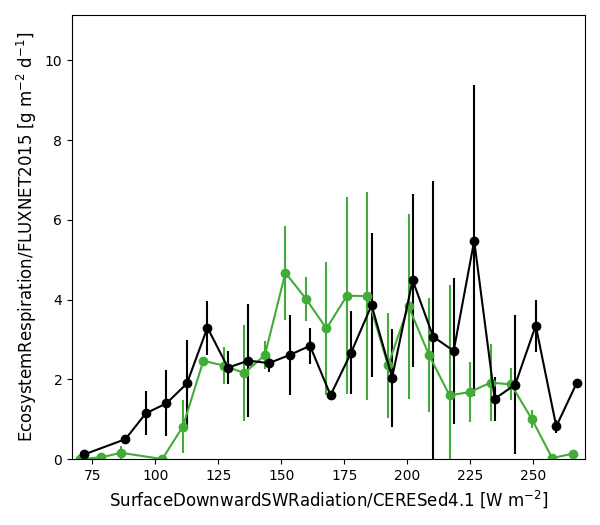 10
8
6
4
2
0
EcosystemRespiration/FLUXNET2015 [g m⁻² d⁻¹]
75 100 125 150 175 200 225 250
SurfaceDownwardSWRadiation/CERESed4.1 [W m⁻²]